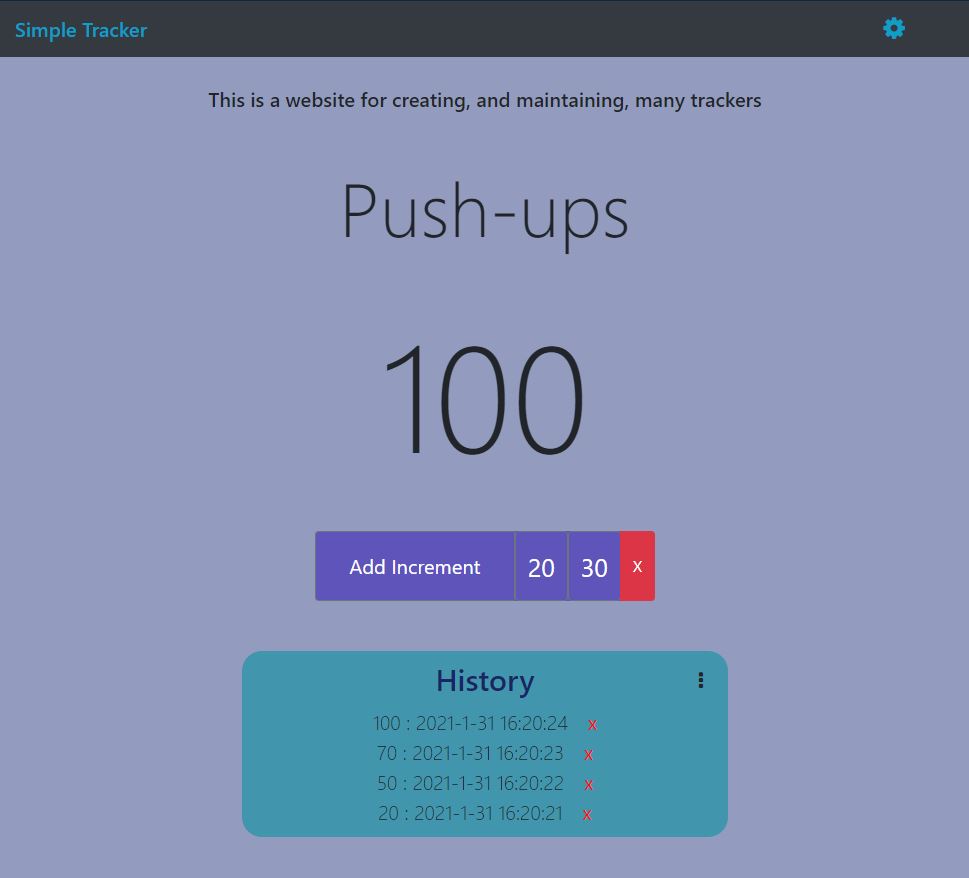 Simple Tracker
This is a website for creating, and maintaining, many trackers
Push-ups
100
Add Increment 20 30 x
History
100 : 2021-1-31 16:20:24 x
70 : 2021-1-31 16:20:23 x
50 : 2021-1-31 16:20:22 x
20 : 2021-1-31 16:20:21 x